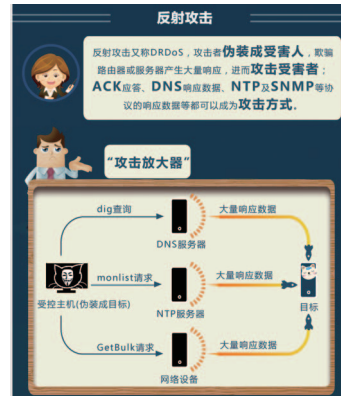 反射攻击
反射攻击又称DRDoS，攻击者伪装成受害人，欺骗
路由器或服务器产生大量响应，进而攻击受害者；
ACK应答、DNS响应数据、NTP及SNMP等协
议的响应数据等都可以成为攻击方式。
“攻击放大器”
dig查询
大量响应数据
DNS服务器
monlist请求
大量响应数据
受控主机(伪装成目标)
NTP服务器
目标
GetBulk请求
大量响应数据
网络设备